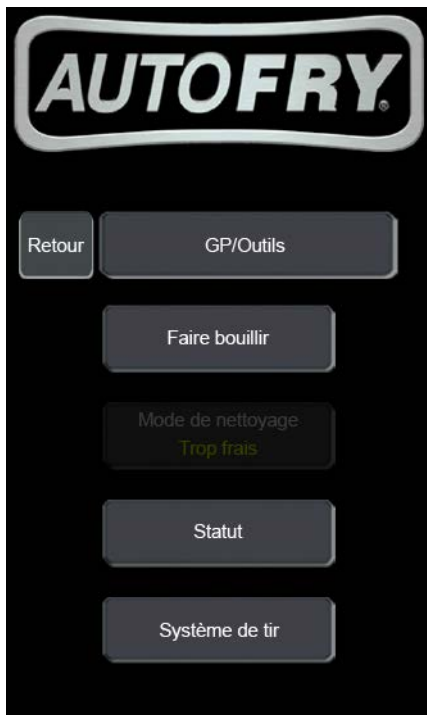 AUTOFRY®
Retour
GP/Outils
Faire bouillir
Mode de nettoyage
Trop frais
Statut
Système de tir